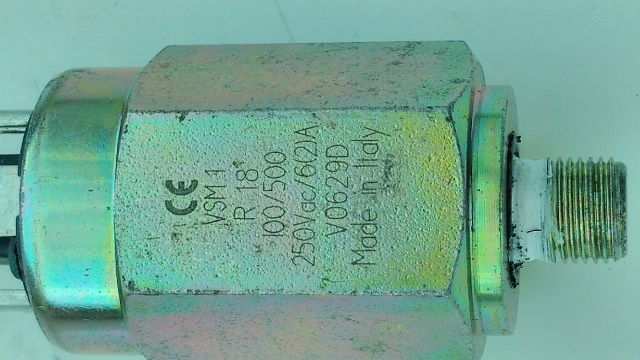 CE
VSM.1
R 18
100/500
250Vac/6(2)A
V0629D
Made in Italy